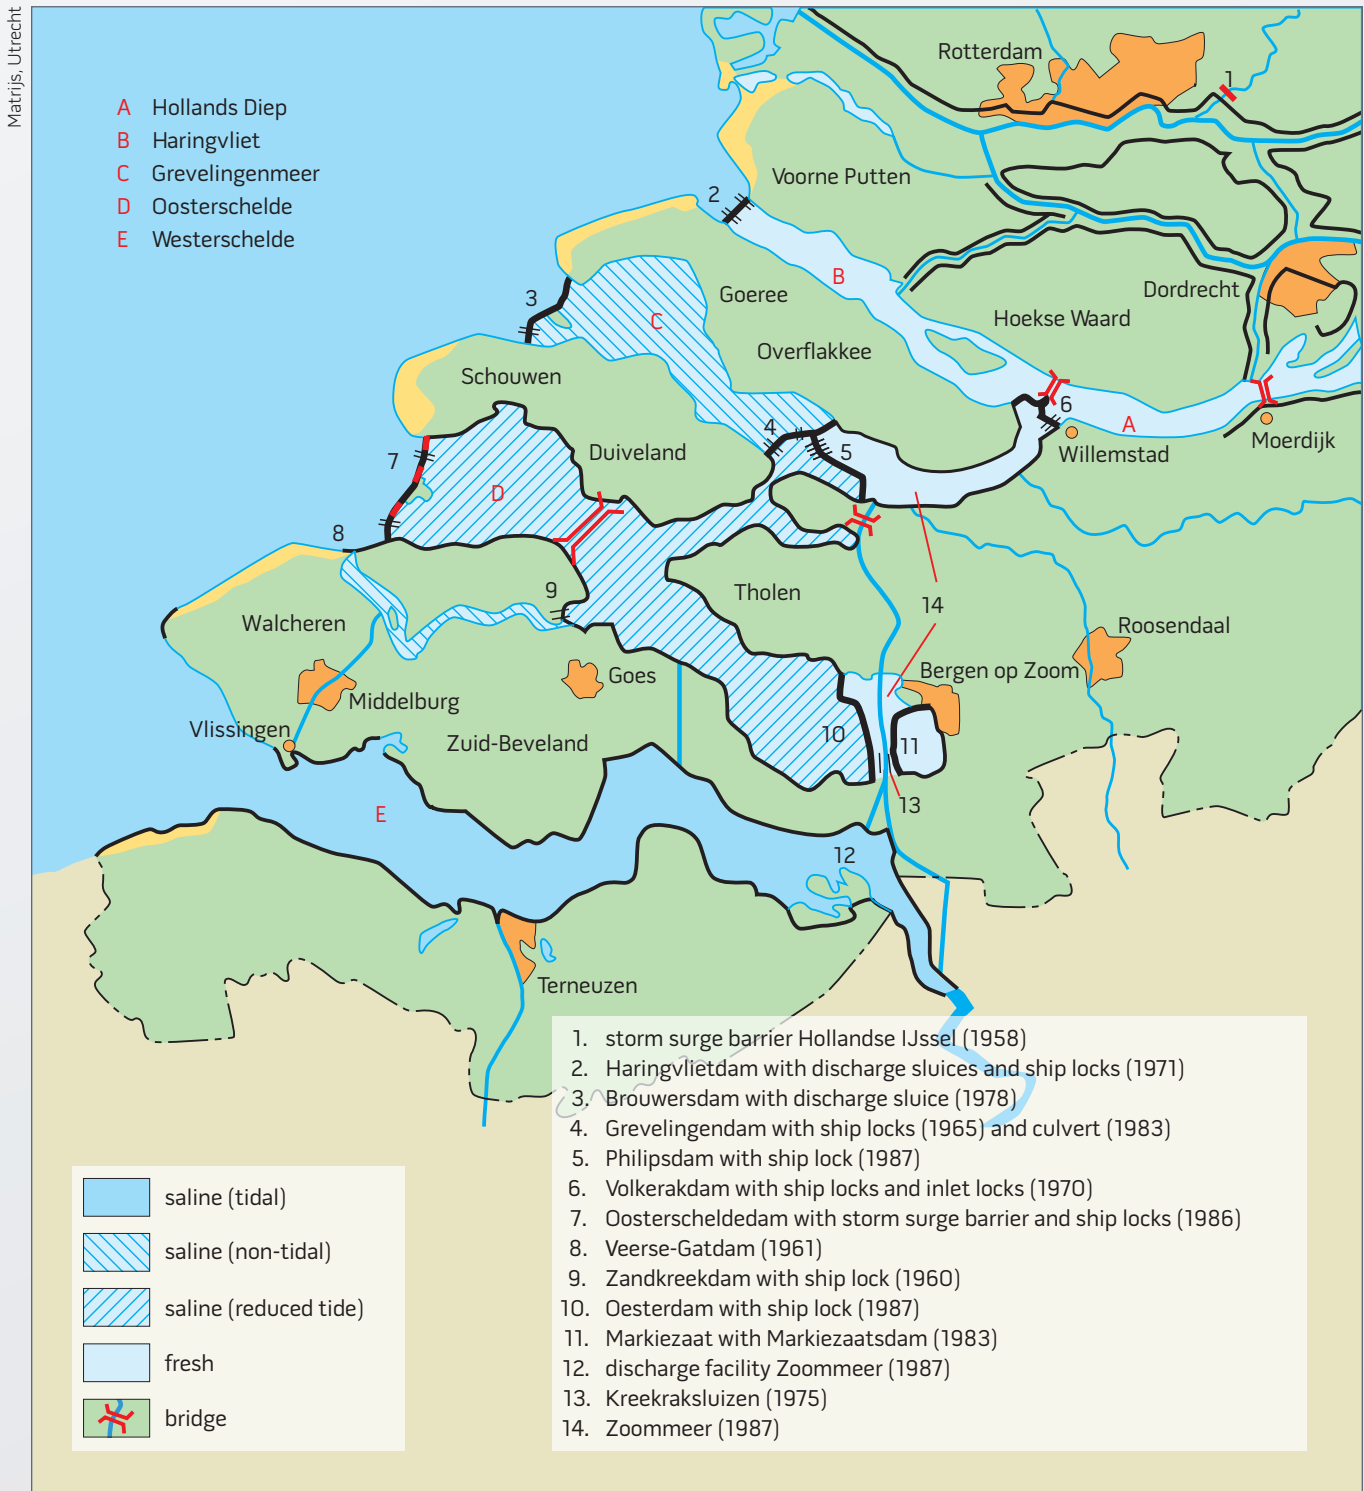 Matrijs, Utrecht
A Hollands Diep
B Haringvliet
C Grevelingenmeer
D Oosterschelde
E Westerschelde
Rotterdam
1
Voorne Putten
2
B
Goeree
3
C
Dordrecht
Hoekse Waard
Overflakkee
Schouwen
6
A
4
Moerdijk
Duiveland
5
Willemstad
7
D
8
9
Tholen
14
Walcheren
Roosendaal
Goes
Bergen op Zoom
Middelburg
Vlissingen
10
11
Zuid-Beveland
13
E
12
Terneuzen
1. storm surge barrier Hollandse IJssel (1958)
2. Haringvlietdam with discharge sluices and ship locks (1971)
3. Brouwersdam with discharge sluice (1978)
4. Grevelingendam with ship locks (1965) and culvert (1983)
5. Philipsdam with ship lock (1987)
6. Volkerakdam with ship locks and inlet locks (1970)
7. Oosterscheldedam with storm surge barrier and ship locks (1986)
8. Veerse-Gatdam (1961)
9. Zandkreekdam with ship lock (1960)
10. Oesterdam with ship lock (1987)
11. Markiezaat with Markiezaatsdam (1983)
12. discharge facility Zoommeer (1987)
13. Kreekraksluizen (1975)
14. Zoommeer (1987)
saline (tidal)
saline (non-tidal)
saline (reduced tide)
fresh
bridge